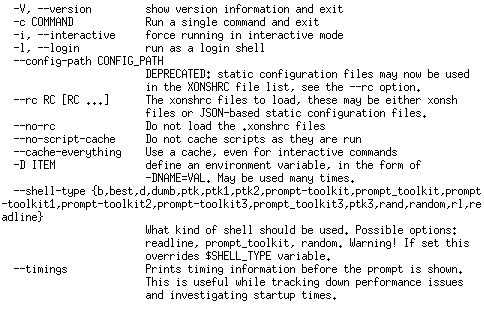 -V, --version         show version information and exit
-c COMMAND            Run a single command and exit
-i, --interactive     force running in interactive mode
-l, --login           run as a login shell
--config-path CONFIG_PATH
DEPRECATED: static configuration files may now be used
in the XONSHRC file list, see the --rc option.
--rc RC [RC ...]      The xonshrc files to load, these may be either xonsh
files or JSON-based static configuration files.
--no-rc               Do not load the .xonshrc files
--no-script-cache     Do not cache scripts as they are run
--cache-everything    Use a cache, even for interactive commands
-D ITEM               define an environment variable, in the form of
-DNAME=VAL. May be used many times.
--shell-type {b,best,d,dumb,ptk,ptk1,ptk2,prompt-toolkit,prompt_toolkit,prompt
-toolkit1,prompt-toolkit2,prompt-toolkit3,prompt_toolkit3,ptk3,rand,random,rl,re
adline}
What kind of shell should be used. Possible options:
readline, prompt_toolkit, random. Warning! If set this
overrides $SHELL_TYPE variable.
--timings             Prints timing information before the prompt is shown.
This is useful while tracking down performance issues
and investigating startup times.